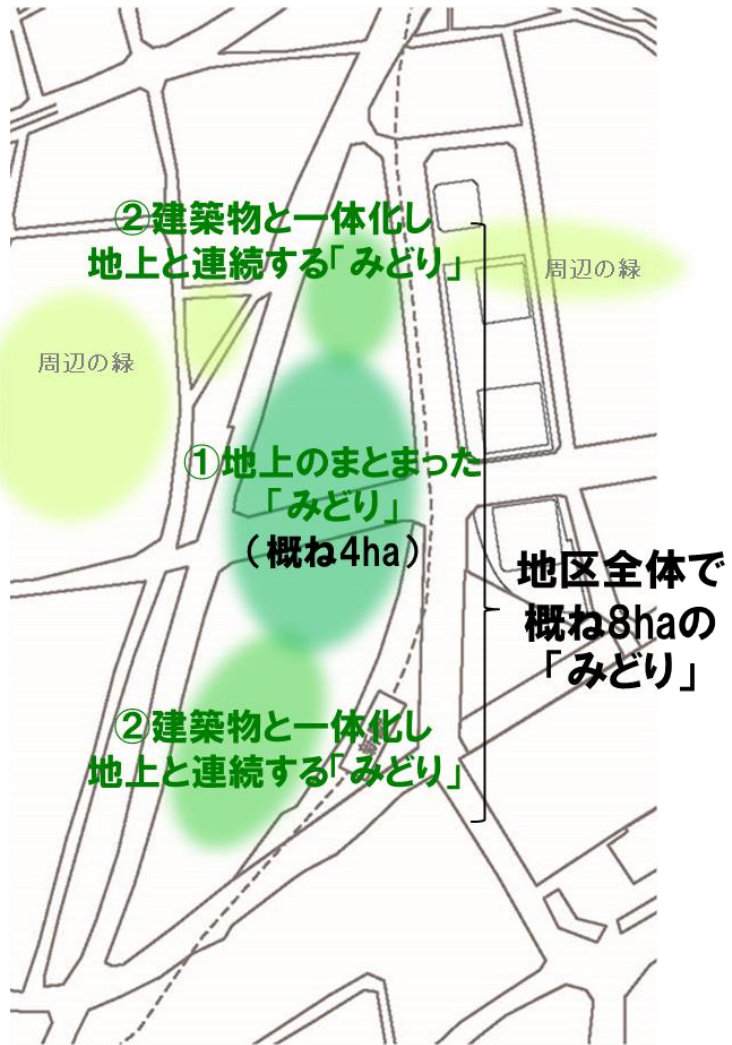 ②建築物と一体化し
地上と連続する「みどり」
周辺の緑
周辺の緑
①地上のまとまった
「みどり」
(概ね4ha)
地区全体で
概ね8haの
「みどり」
②建築物と一体化し
地上と連続する「みどり」